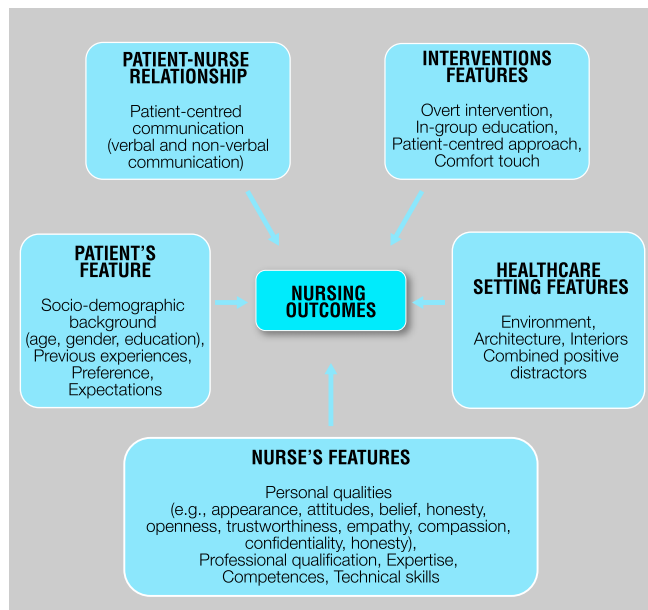 PATIENT-NURSE
RELATIONSHIP
Patient-centred
communication
(verbal and non-verbal
communication)
INTERVENTIONS
FEATURES
Overt intervention,
In-group education,
Patient-centred approach,
Comfort touch
PATIENT'S
FEATURE
Socio-demographic
background
(age, gender, education),
Previous experiences,
Preference,
Expectations
NURSING
OUTCOMES
HEALTHCARE
SETTING FEATURES
Environment,
Architecture, Interiors
Combined positive
distractors
NURSE'S FEATURES
Personal qualities
(e.g., appearance, attitudes, belief, honesty,
openness, trustworthiness, empathy, compassion,
confidentiality, honesty),
Professional qualification, Expertise,
Competences, Technical skills